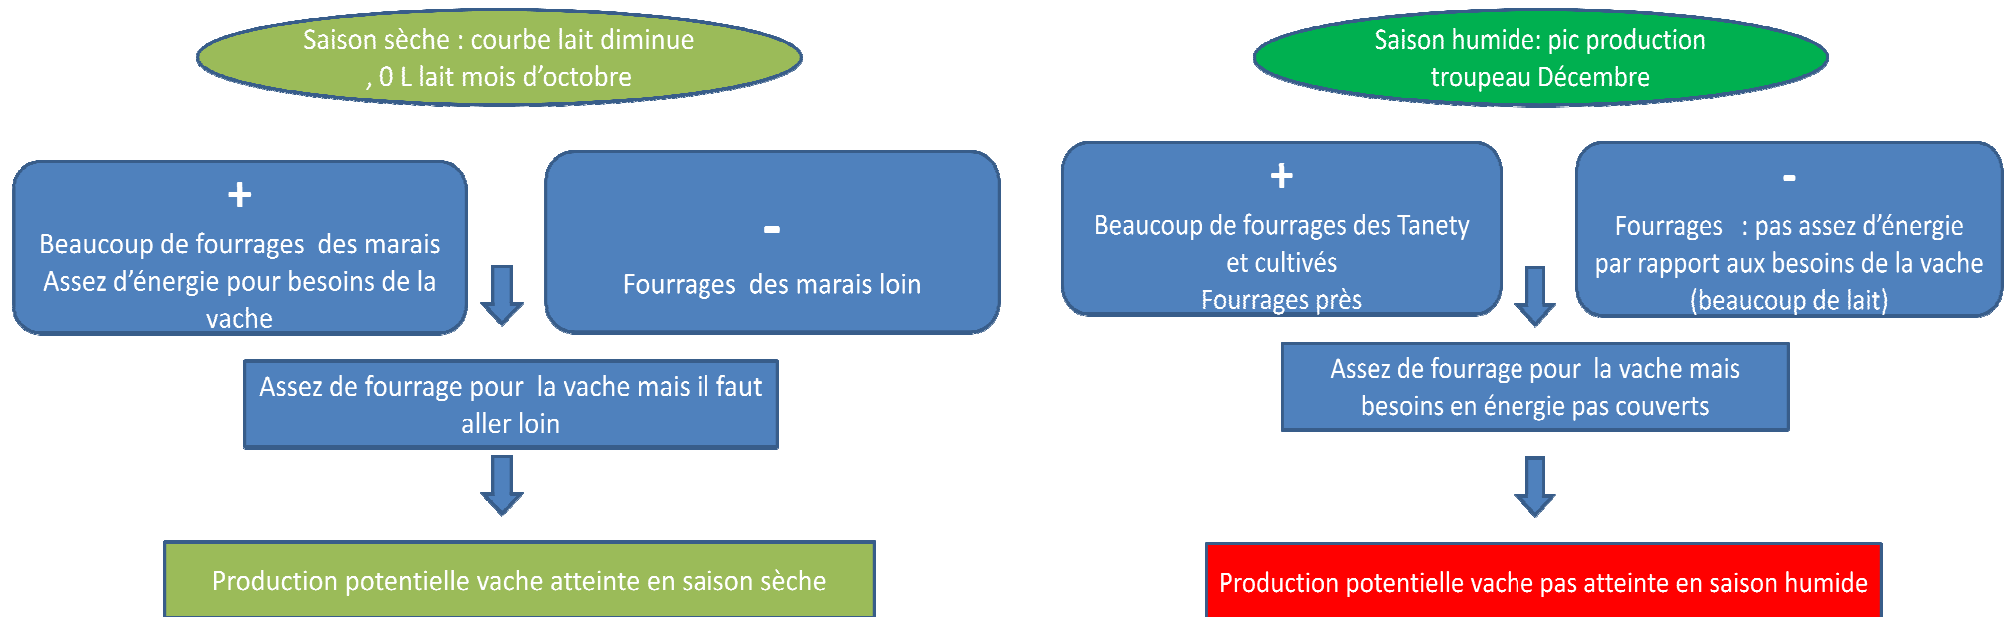 Saison sèche : courbe lait diminue
, 0 L lait mois d’octobre
+
Beaucoup de fourrages des marais
Assez d’énergie pour besoins de la
vache
-
Fourrages des marais loin
Assez de fourrage pour la vache mais il faut
aller loin
Production potentielle vache atteinte en saison sèche
Saison humide: pic production
troupeau Décembre
+
Beaucoup de fourrages des Tanety
et cultivés
Fourrages près
-
Fourrages : pas assez d’énergie
par rapport aux besoins de la vache
(beaucoup de lait)
Assez de fourrage pour la vache mais
besoins en énergie pas couverts
Production potentielle vache pas atteinte en saison humide